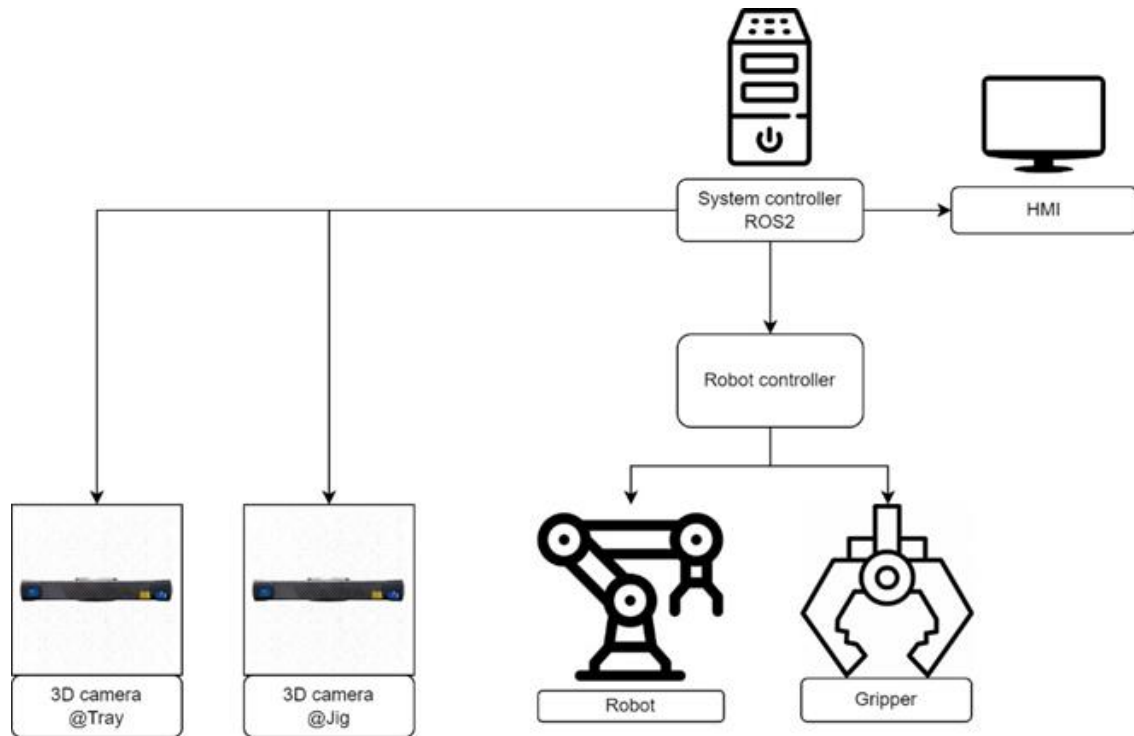 System controller
ROS2
HMI
Robot controller
3D camera
@Tray
3D camera
@Jig
Robot
Gripper